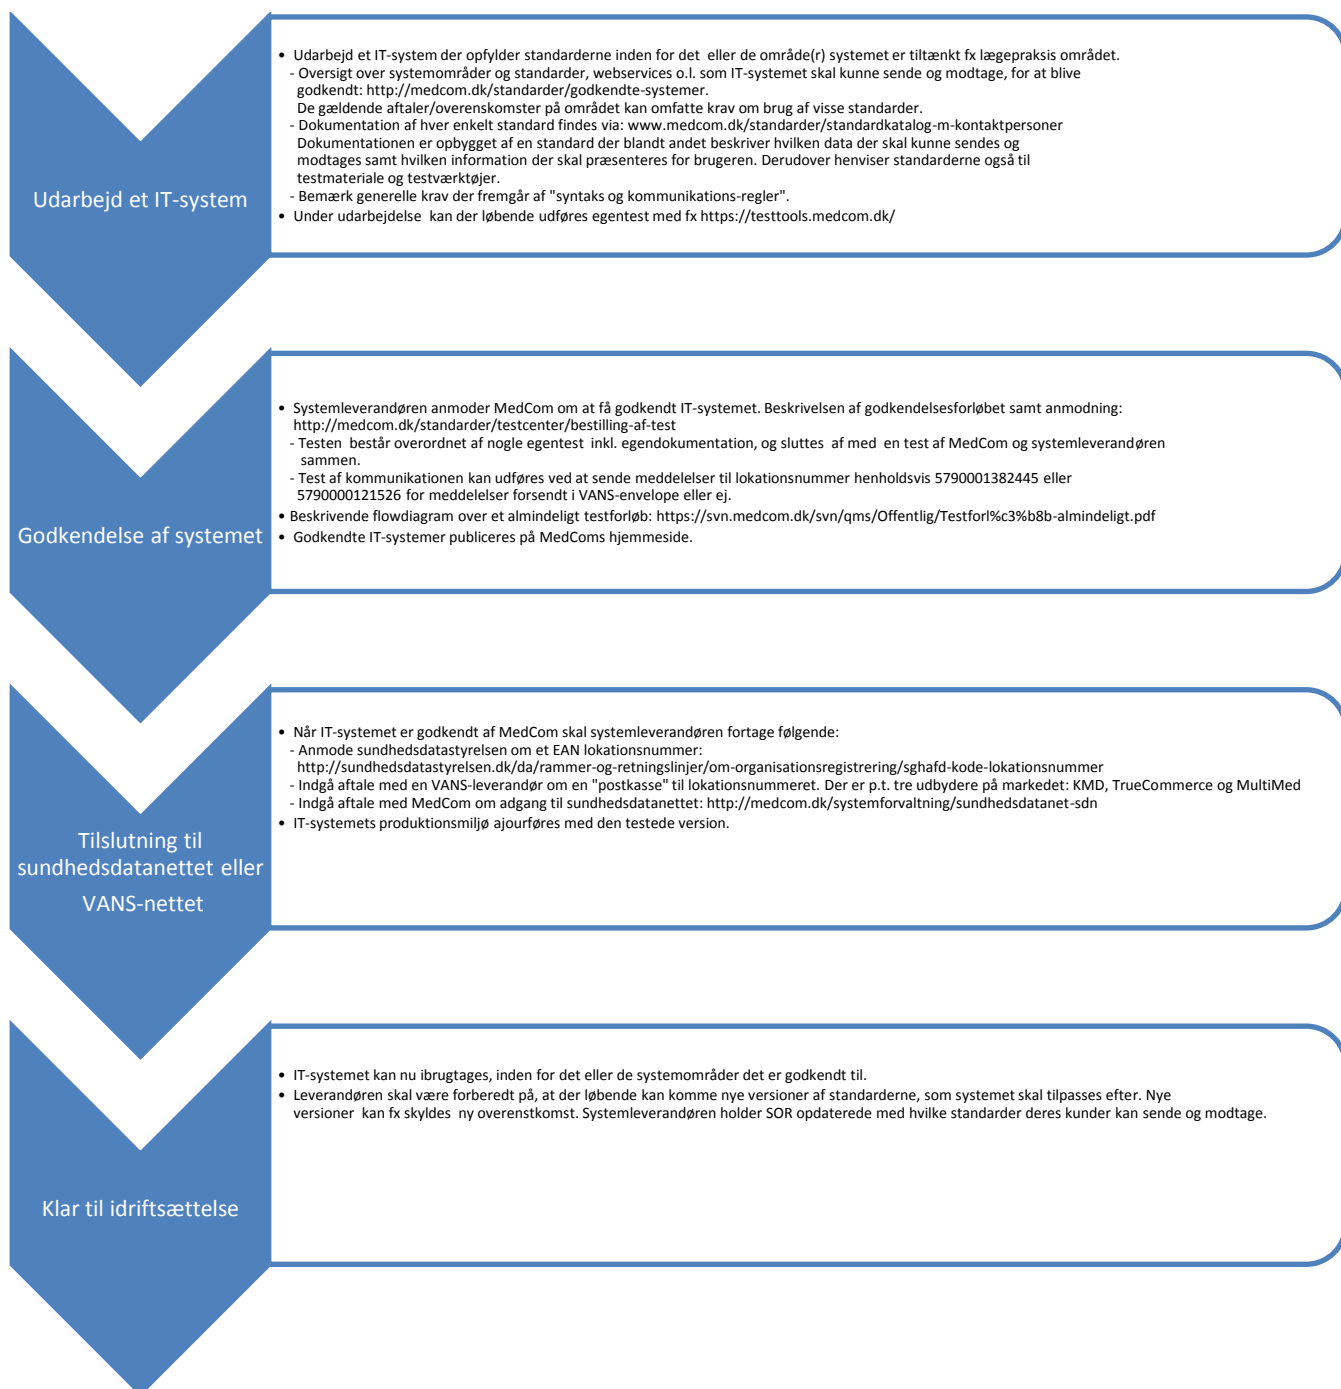 Udarbejd et IT-system
• Udarbejd et IT-system der opfylder standarderne inden for det eller de område(r) systemet er tiltænkt fx lægepraksis området.
- Oversigt over systemområder og standarder, webservices o.l. som IT-systemet skal kunne sende og modtage, for at blive
godkendt: http://medcom.dk/standarder/godkendte-systemer.
De gældende aftaler/overenskomster på området kan omfatte krav om brug af visse standarder.
- Dokumentation af hver enkelt standard findes via: www.medcom.dk/standarder/standardkatalog-m-kontaktpersoner
Dokumentationen er opbygget af en standard der blandt andet beskriver hvilken data der skal kunne sendes og
modtages samt hvilken information der skal præsenteres for brugeren. Derudover henviser standarderne også til
testmateriale og testværktøjer.
- Bemærk generelle krav der fremgår af "syntaks og kommunikations-regler".
• Under udarbejdelse kan der løbende udføres egentest med fx https://testtools.medcom.dk/
Godkendelse af systemet
• Systemleverandøren anmoder MedCom om at få godkendt IT-systemet. Beskrivelsen af godkendelsesforløbet samt anmodning:
http://medcom.dk/standarder/testcenter/bestilling-af-test
- Testen består overordnet af nogle egentest inkl. egendokumentation, og sluttes af med en test af MedCom og systemleverandøren
sammen.
- Test af kommunikationen kan udføres ved at sende meddelelser til lokationsnummer henholdsvis 5790001382445 eller
5790000121526 for meddelelser forsendt i VANS-envelope eller ej.
• Beskrivende flowdiagram over et almindeligt testforløb: https://svn.medcom.dk/svn/qms/Offentlig/Testforl%c3%b8b-almindeligt.pdf
• Godkendte IT-systemer publiceres på MedComs hjemmeside.
Tilslutning til
sundhedsdatanettet eller
VANS-nettet
• Når IT-systemet er godkendt af MedCom skal systemleverandøren fortage følgende:
- Anmode sundhedsdatastyrelsen om et EAN lokationsnummer:
http://sundhedsdatastyrelsen.dk/da/rammer-og-retningslinjer/om-organisationsregistrering/sghafd-kode-lokationsnummer
- Indgå aftale med en VANS-leverandør om en "postkasse" til lokationsnummeret. Der er p.t. tre udbydere på markedet: KMD, TrueCommerce og MultiMed
- Indgå aftale med MedCom om adgang til sundhedsdatanettet: http://medcom.dk/systemforvaltning/sundhedsdatanet-sdn
• IT-systemets produktionsmiljø ajourføres med den testede version.
Klar til idriftsættelse
• IT-systemet kan nu ibrugtages, inden for det eller de systemområder det er godkendt til.
• Leverandøren skal være forberedt på, at der løbende kan komme nye versioner af standarderne, som systemet skal tilpasses efter. Nye
versioner kan fx skyldes ny overenstkomst. Systemleverandøren holder SOR opdaterede med hvilke standarder deres kunder kan sende og modtage.